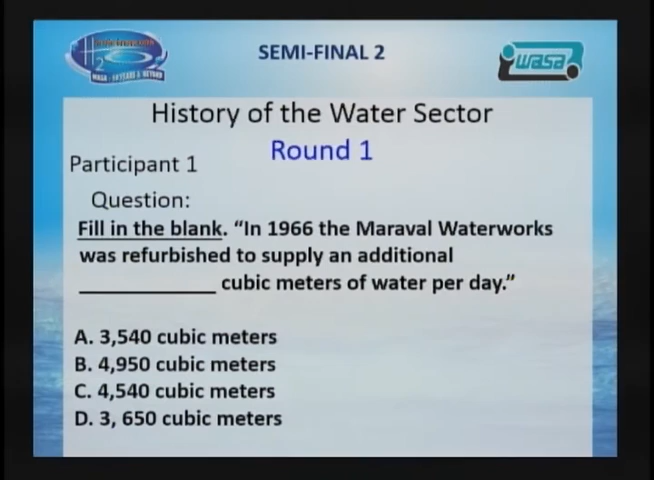 SEMI-FINAL 2
wasa
History of the Water Sector
Round 1
Participant 1
Question:
Fill in the blank. “In 1966 the Maraval Waterworks
was refurbished to supply an additional
_____________ cubic meters of water per day.”
A. 3,540 cubic meters
B. 4,950 cubic meters
C. 4,540 cubic meters
D. 3, 650 cubic meters